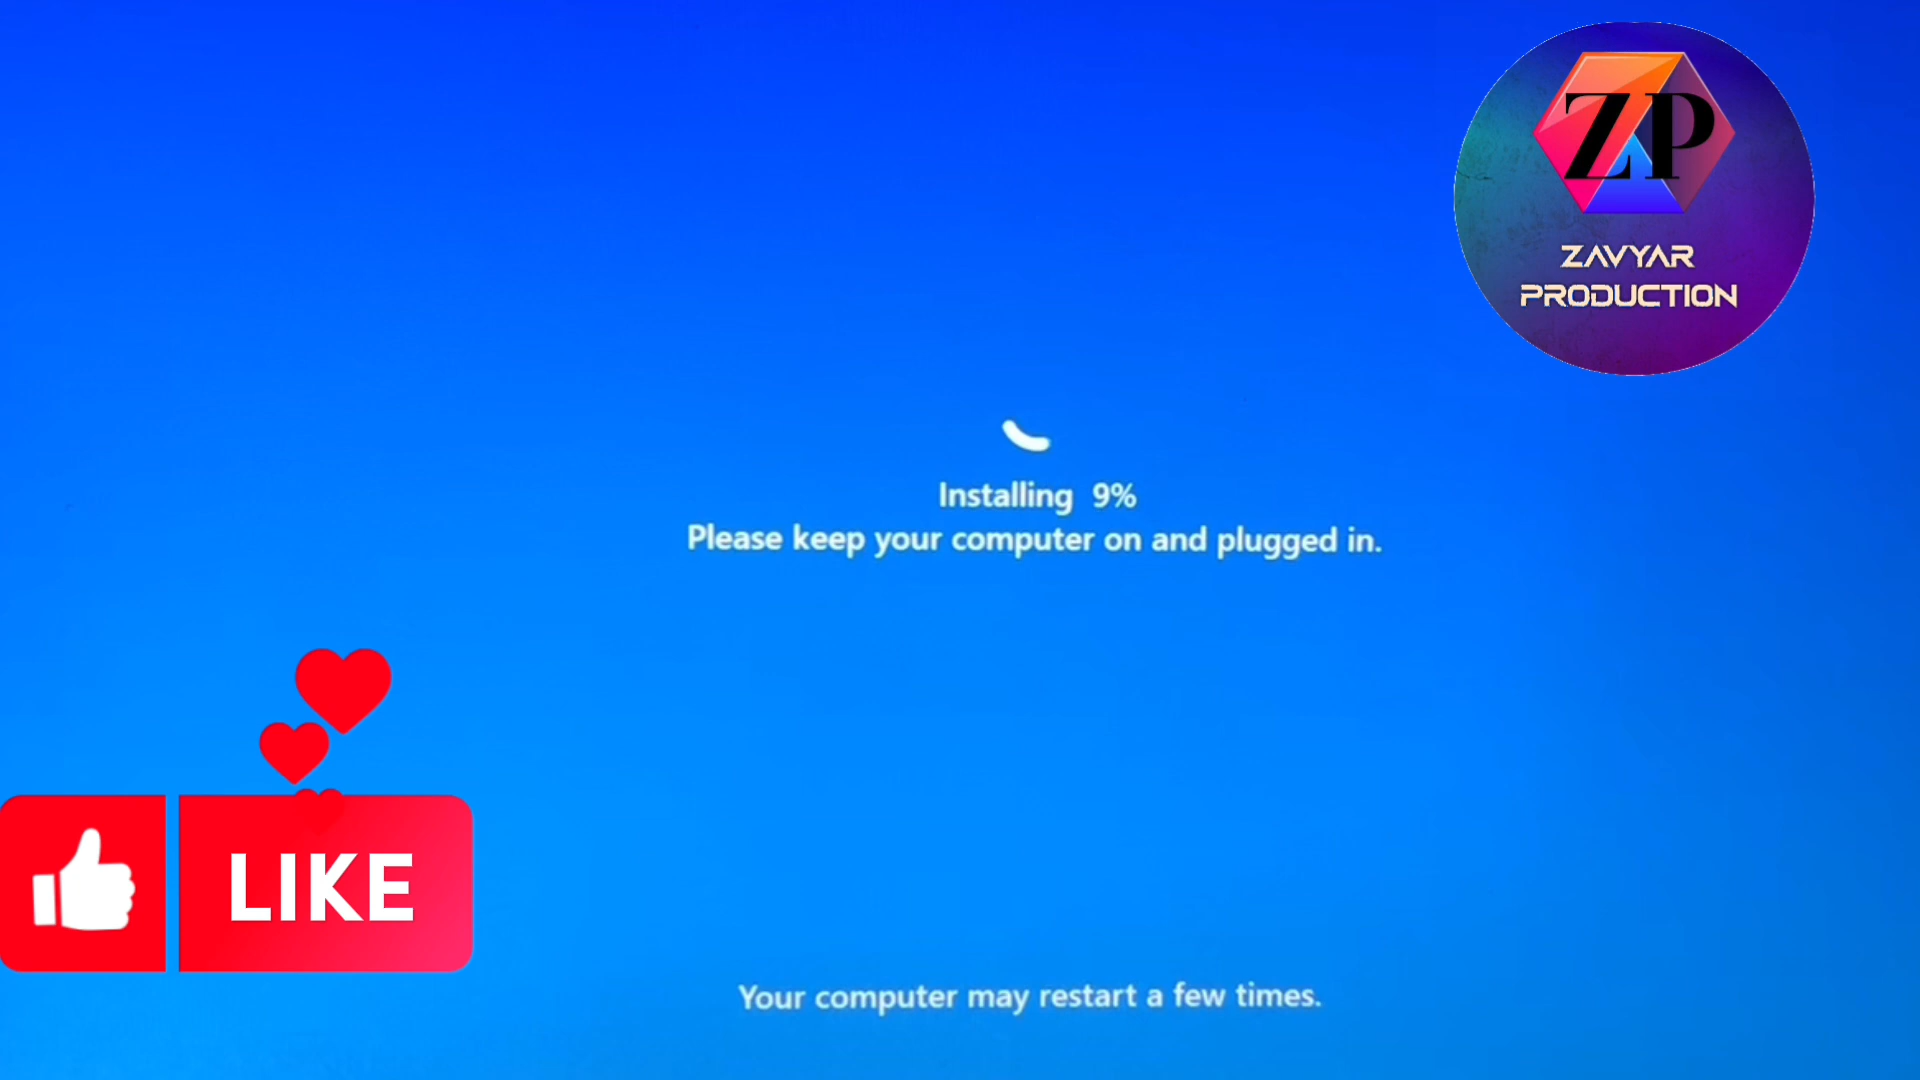 ZP
ZAVYAR
PRODUCTION
Installing 9%
Please keep your computer on and plugged in.
LIKE
Your computer may restart a few times.